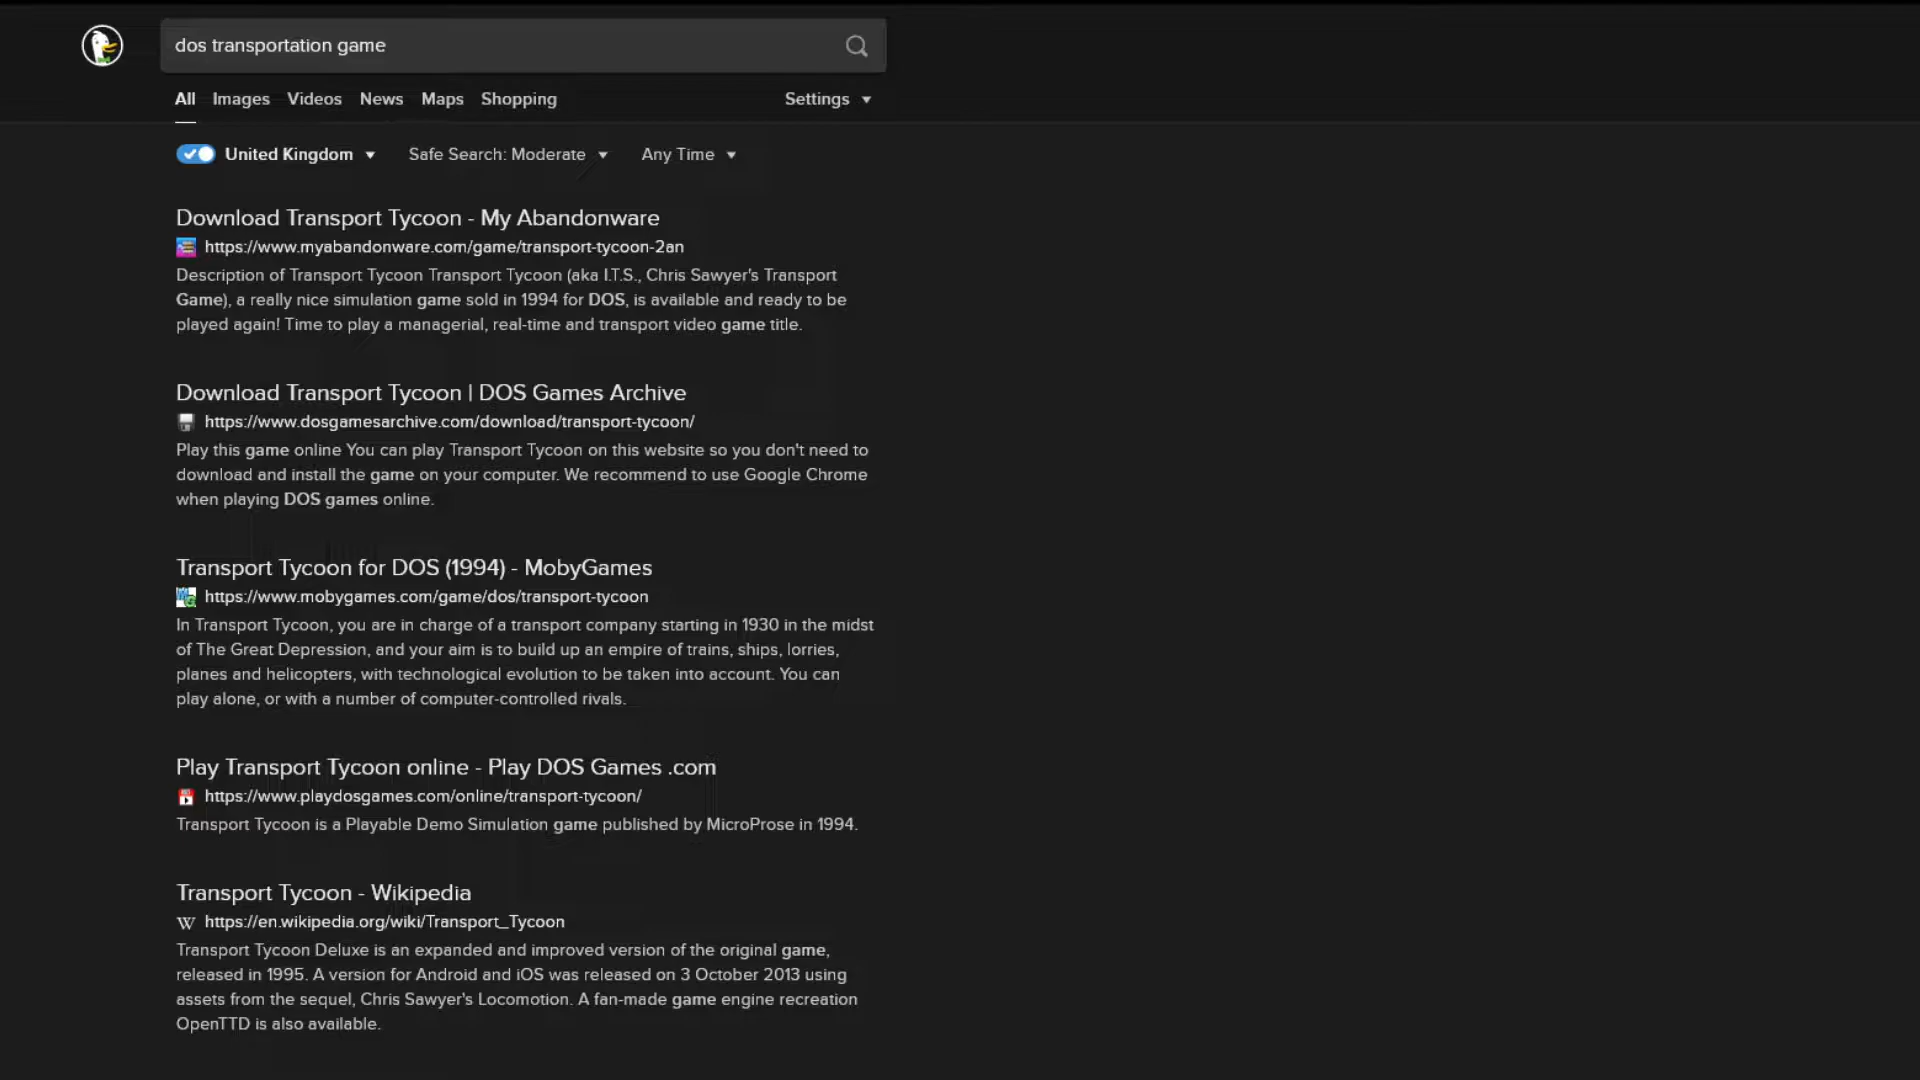 dos transportation game
All Images Videos News Maps Shopping Settings
United Kingdom Safe Search: Moderate Any Time
Download Transport Tycoon - My Abandonware
https://www.myabandonware.com/game/transport-tycoon-2an
Description of Transport Tycoon Transport Tycoon (aka I.T.S., Chris Sawyer's Transport
Game), a really nice simulation game sold in 1994 for DOS, is available and ready to be
played again! Time to play a managerial, real-time and transport video game title.
Download Transport Tycoon | DOS Games Archive
https://www.dosgamesarchive.com/download/transport-tycoon/
Play this game online You can play Transport Tycoon on this website so you don't need to
download and install the game on your computer. We recommend to use Google Chrome
when playing DOS games online.
Transport Tycoon for DOS (1994) - MobyGames
https://www.mobygames.com/game/dos/transport-tycoon
In Transport Tycoon, you are in charge of a transport company starting in 1930 in the midst
of The Great Depression, and your aim is to build up an empire of trains, ships, lorries,
planes and helicopters, with technological evolution to be taken into account. You can
play alone, or with a number of computer-controlled rivals.
Play Transport Tycoon online - Play DOS Games .com
https://www.playdosgames.com/online/transport-tycoon/
Transport Tycoon is a Playable Demo Simulation game published by MicroProse in 1994.
Transport Tycoon - Wikipedia
W https://en.wikipedia.org/wiki/Transport_Tycoon
Transport Tycoon Deluxe is an expanded and improved version of the original game,
released in 1995. A version for Android and iOS was released on 3 October 2013 using
assets from the sequel, Chris Sawyer's Locomotion. A fan-made game engine recreation
OpenTTD is also available.